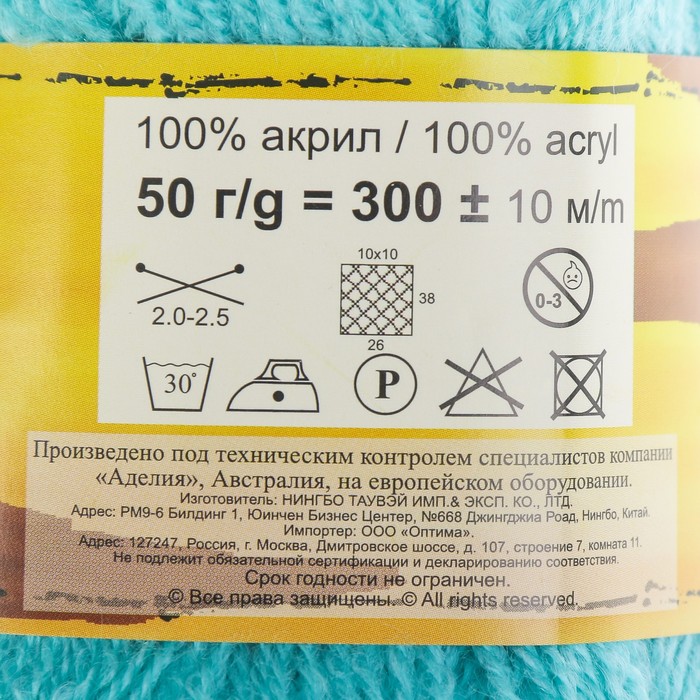 100% акрил / 100% acryl
50 г/g = 300 ± 10 м/m
10x10
38
26
2.0-2.5
0-3
30°
P
Произведено под техническим контролем специалистов компании
«Аделия», Австралия, на европейском оборудовании.
Изготовитель: НИНГБО ТАУВЭЙ ИМП.& ЭКСП. КО., ЛТД.
Адрес: РМ9-6 Билдинг 1, Юинчен Бизнес Центер, №668 Джингджиа Роад, Нингбо, Китай.
Импортер: ООО «Оптима».
Адрес: 127247, Россия, г. Москва, Дмитровское шоссе, д. 107, строение 7, комната 11.
Не подлежит обязательной сертификации и декларированию соответствия.
Срок годности не ограничен.
© Все права защищены. © All rights reserved.